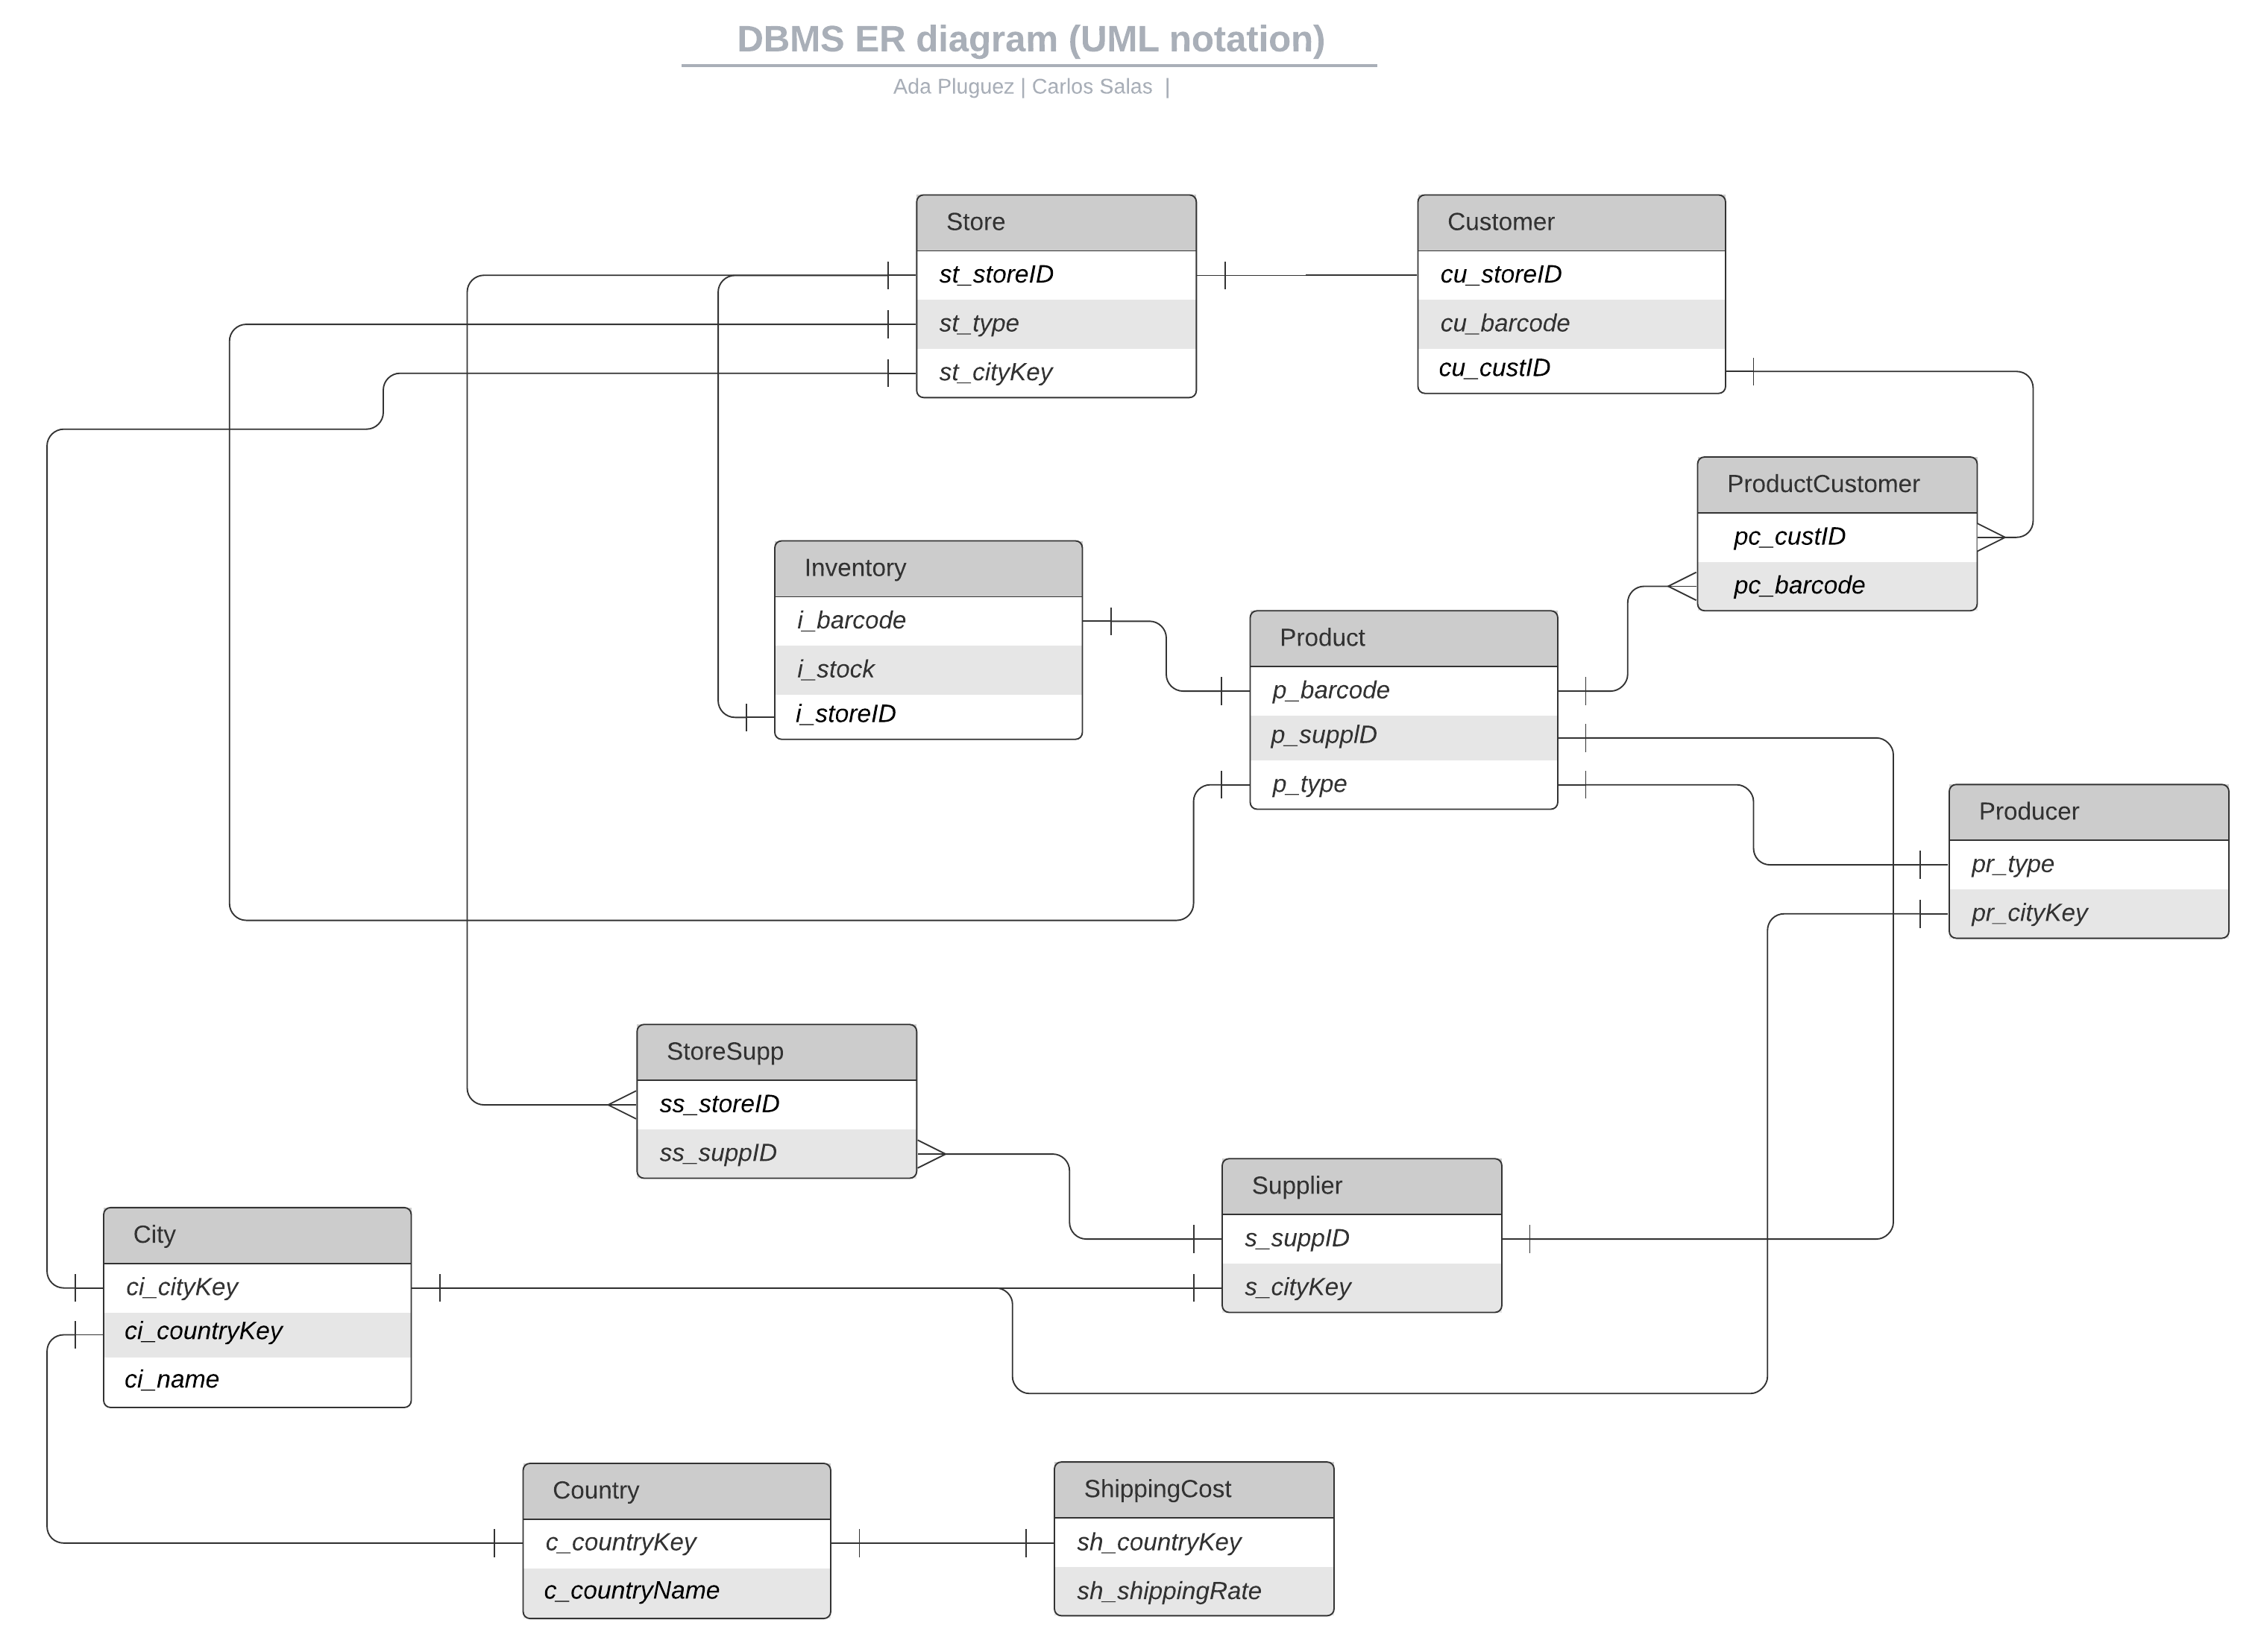 DBMS ER diagram (UML notation)
Ada Pluguez | Carlos Salas |
Store
st_storeID
st_type
st_cityKey
Customer
cu_storeID
cu_barcode
cu_custID
ProductCustomer
pc_custID
pc_barcode
Inventory
i_barcode
i_stock
i_storeID
Product
p_barcode
p_supplD
p_type
Producer
pr_type
pr_cityKey
StoreSupp
ss_storeID
ss_suppID
Supplier
s_suppID
s_cityKey
City
ci_cityKey
ci_countryKey
ci_name
Country
c_countryKey
c_countryName
ShippingCost
sh_countryKey
sh_shippingRate